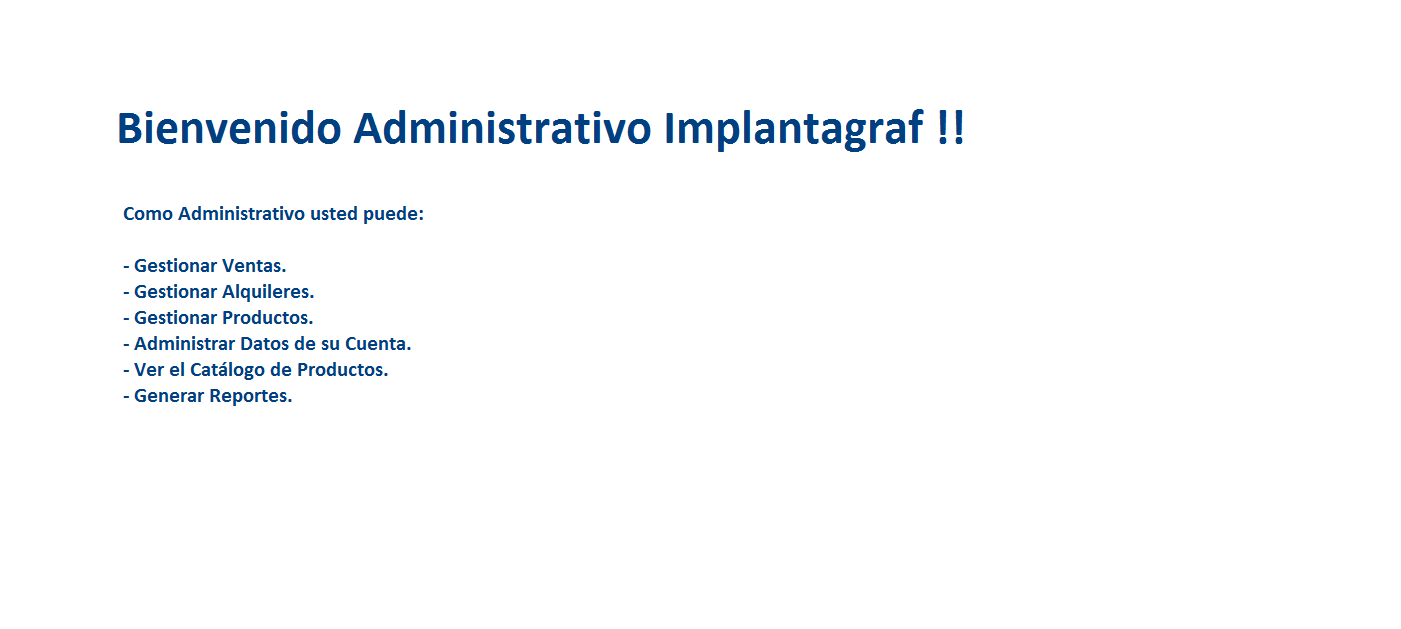 Bienvenido Administrativo Implantagraf !!
Como Administrativo usted puede:
- Gestionar Ventas.
- Gestionar Alquileres.
- Gestionar Productos.
- Administrar Datos de su Cuenta.
- Ver el Catálogo de Productos.
- Generar Reportes.